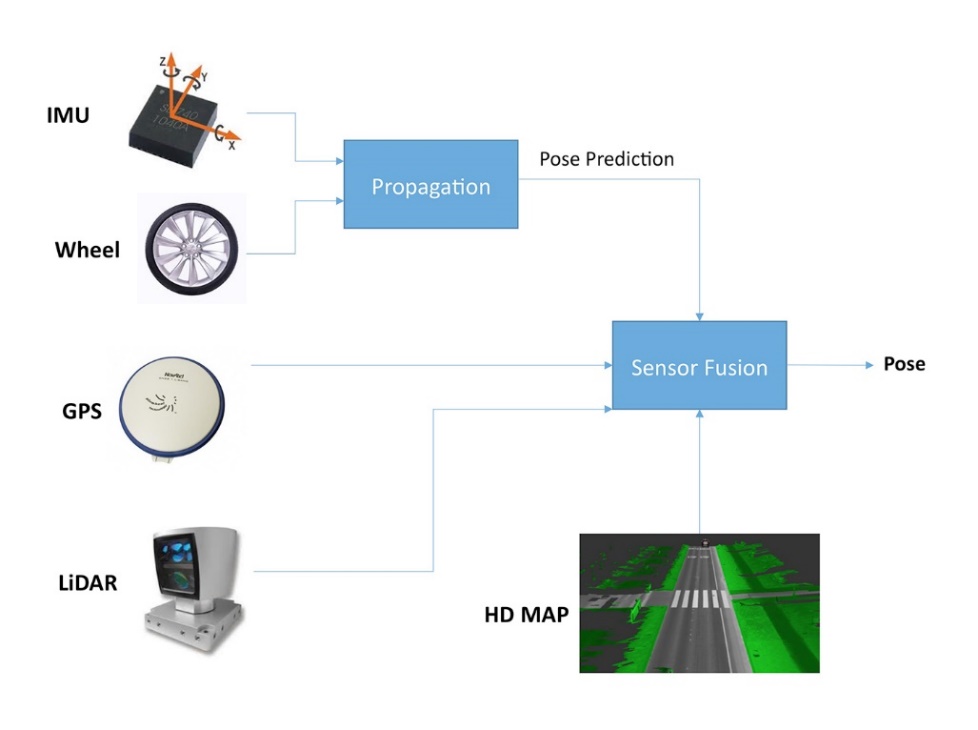 Z
Y
IMU
X
Pose Prediction
Propagation
Wheel
Sensor Fusion
Pose
GPS
LiDAR
HD MAP